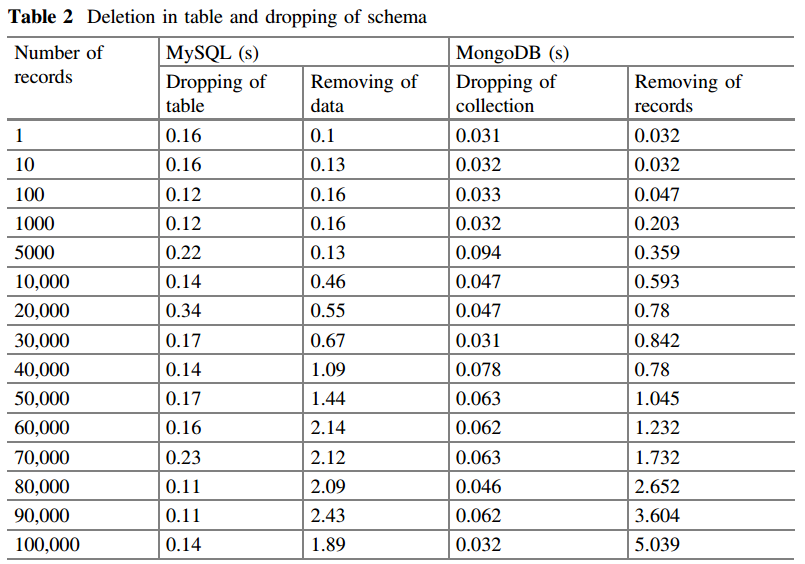 Table 2 Deletion in table and dropping of schema
Number of records MySQL (s) MongoDB (s)
Dropping of table Removing of data Dropping of collection Removing of records
1 0.16 0.1 0.031 0.032
10 0.16 0.13 0.032 0.032
100 0.12 0.16 0.033 0.047
1000 0.12 0.16 0.032 0.203
5000 0.22 0.13 0.094 0.359
10,000 0.14 0.46 0.047 0.593
20,000 0.34 0.55 0.047 0.78
30,000 0.17 0.67 0.031 0.842
40,000 0.14 1.09 0.078 0.78
50,000 0.17 1.44 0.063 1.045
60,000 0.16 2.14 0.062 1.232
70,000 0.23 2.12 0.063 1.732
80,000 0.11 2.09 0.046 2.652
90,000 0.11 2.43 0.062 3.604
100,000 0.14 1.89 0.032 5.039